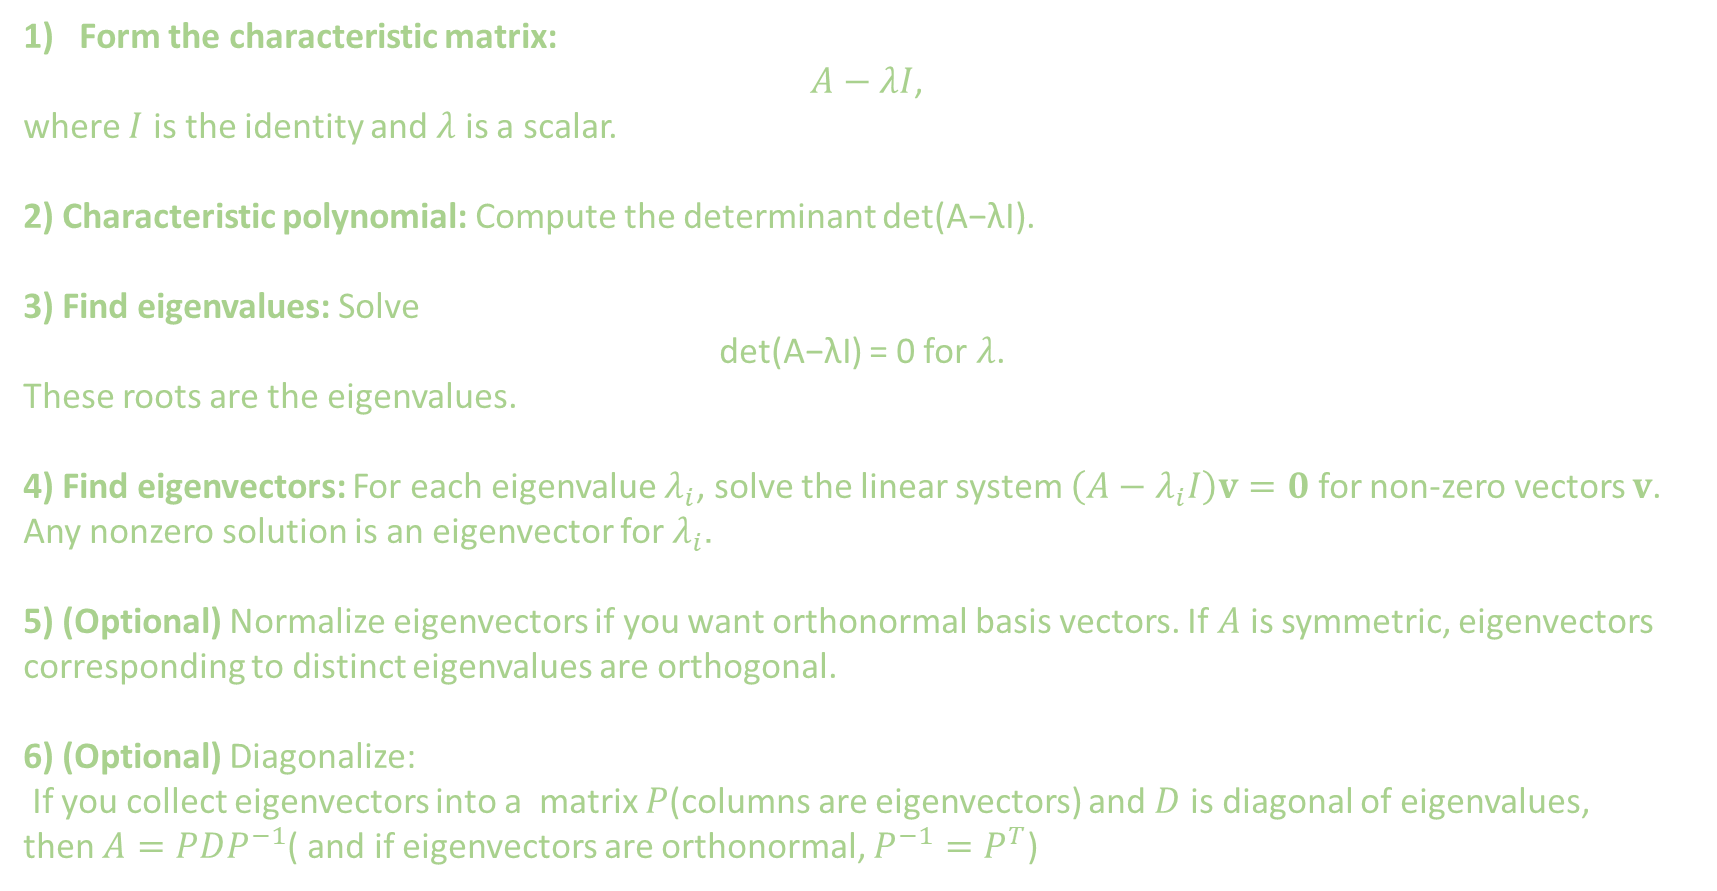 1) Form the characteristic matrix:
A − λI,
where I is the identity and λ is a scalar.
2) Characteristic polynomial: Compute the determinant det(A−λI).
3) Find eigenvalues: Solve
det(A−λI) = 0 for λ.
These roots are the eigenvalues.
4) Find eigenvectors: For each eigenvalue λᵢ, solve the linear system (A − λᵢI)v = 0 for non-zero vectors v.
Any nonzero solution is an eigenvector for λᵢ.
5) (Optional) Normalize eigenvectors if you want orthonormal basis vectors. If A is symmetric, eigenvectors
corresponding to distinct eigenvalues are orthogonal.
6) (Optional) Diagonalize:
If you collect eigenvectors into a matrix P(columns are eigenvectors) and D is diagonal of eigenvalues,
then A = PDP⁻¹( and if eigenvectors are orthonormal, P⁻¹ = Pᵀ)